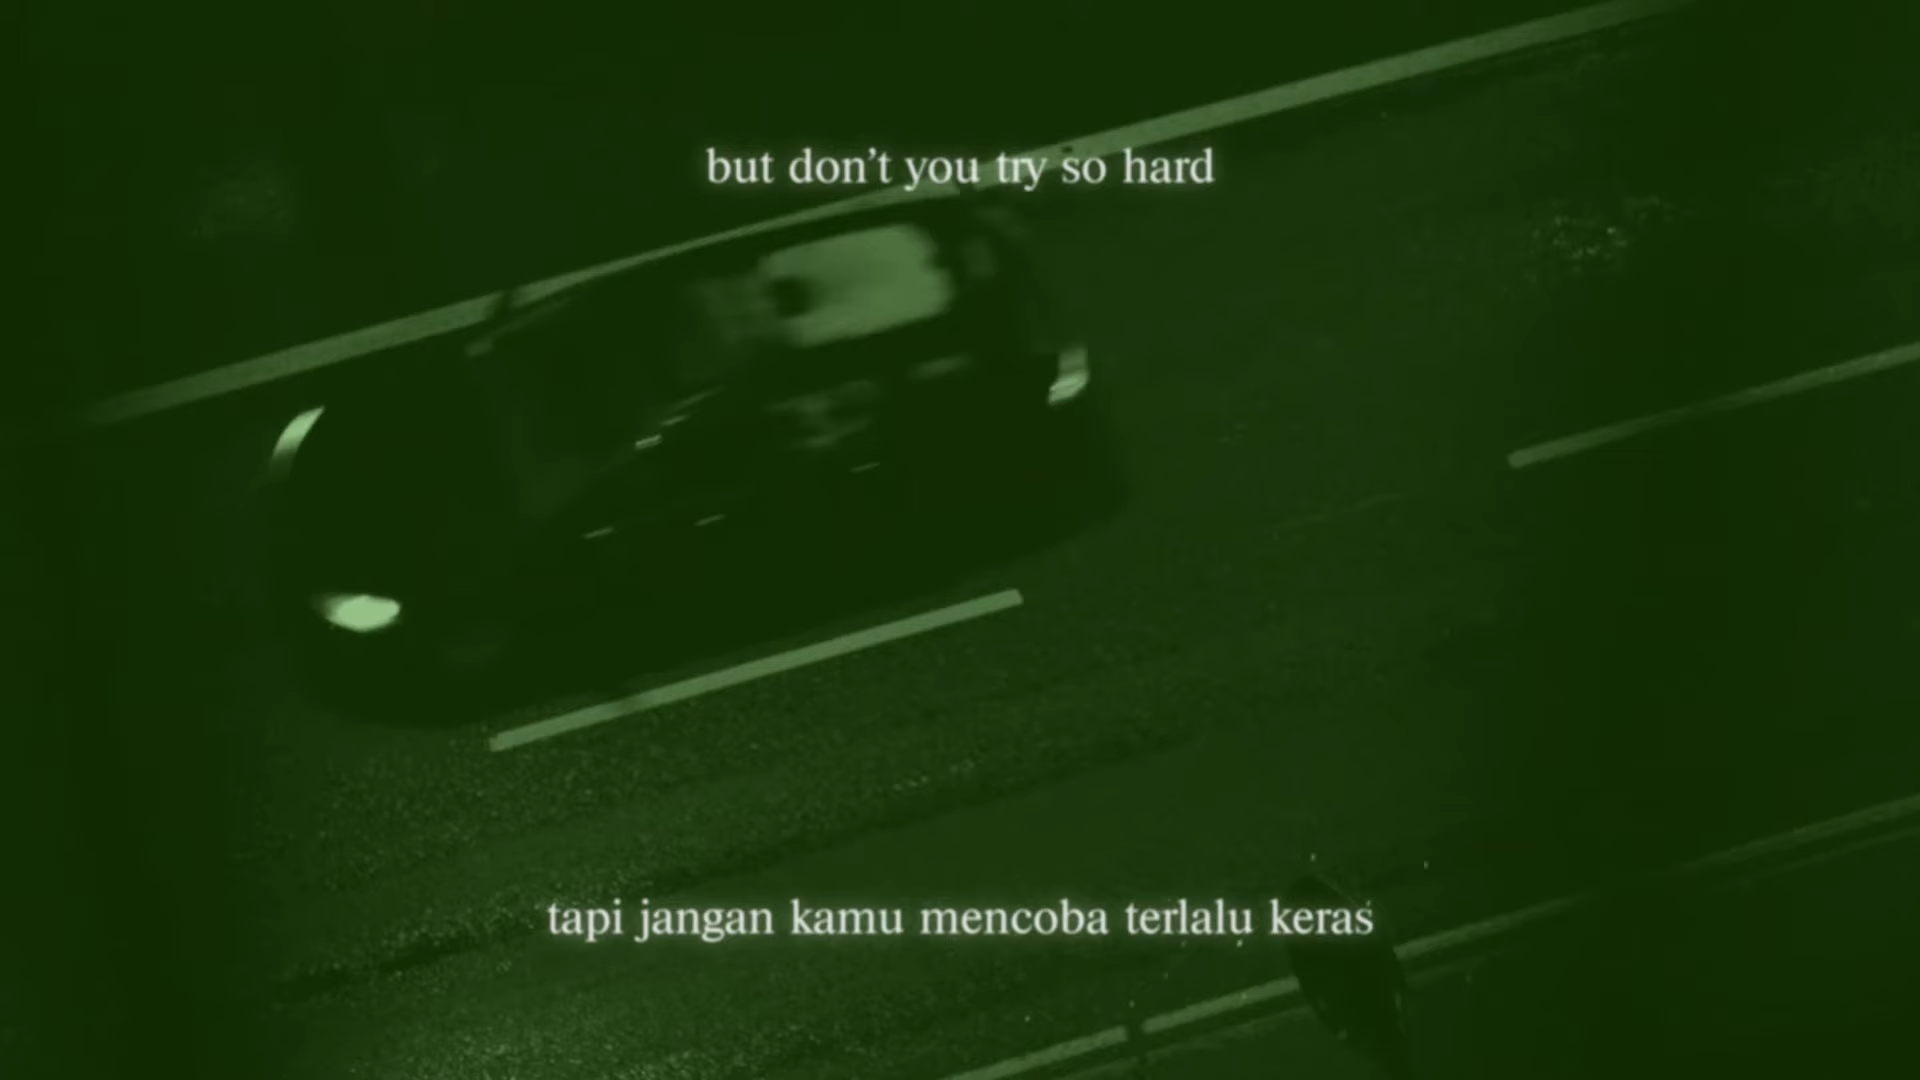 but don’t you try so hard
tapi jangan kamu mencoba terlalu keras